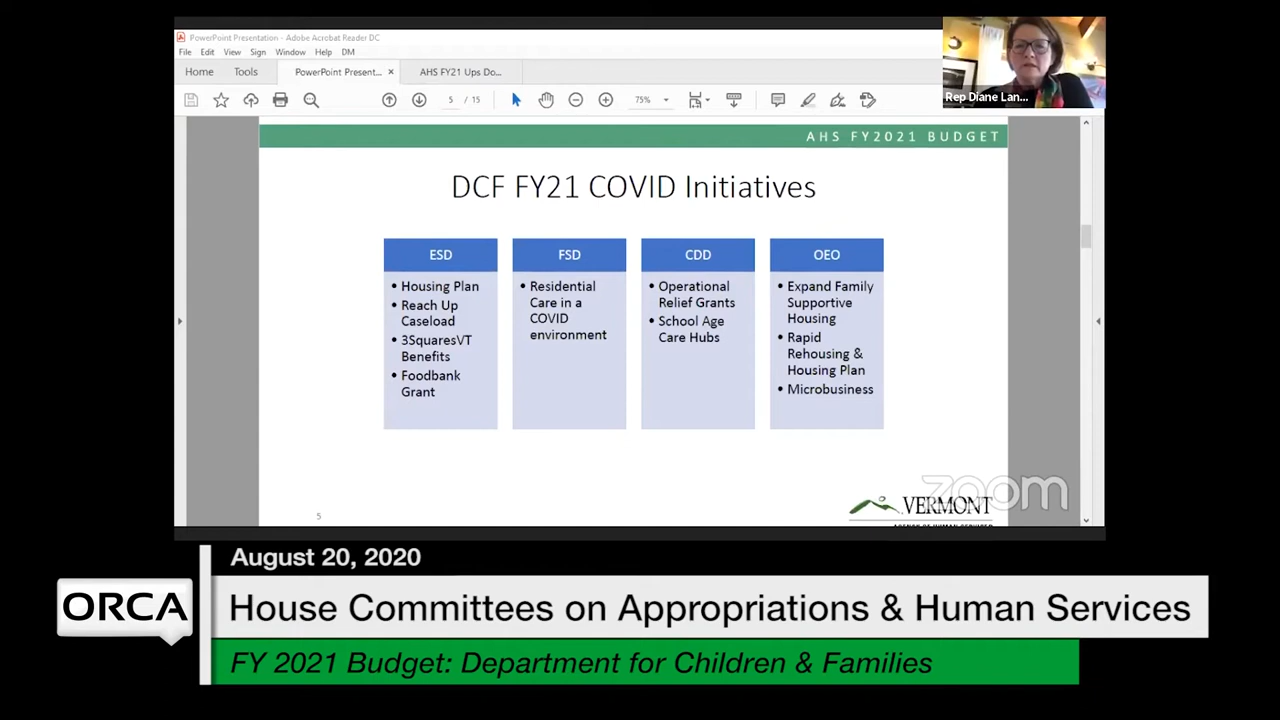 PowerPoint Presentation - Adobe Acrobat Reader DC
File Edit View Sign Window Help DM
Home Tools PowerPoint Present... × AHS FY21 Ups Do...
5 / 15 75%
Rep Diane Lan...
AHS FY2021 BUDGET
DCF FY21 COVID Initiatives
ESD
• Housing Plan
• Reach Up
Caseload
• 3SquaresVT
Benefits
• Foodbank
Grant
FSD
• Residential
Care in a
COVID
environment
CDD
• Operational
Relief Grants
• School Age
Care Hubs
OEO
• Expand Family
Supportive
Housing
• Rapid
Rehousing &
Housing Plan
• Microbusiness
5
zoom
VERMONT
AGENCY OF HUMAN SERVICES
August 20, 2020
ORCA
House Committees on Appropriations & Human Services
FY 2021 Budget: Department for Children & Families